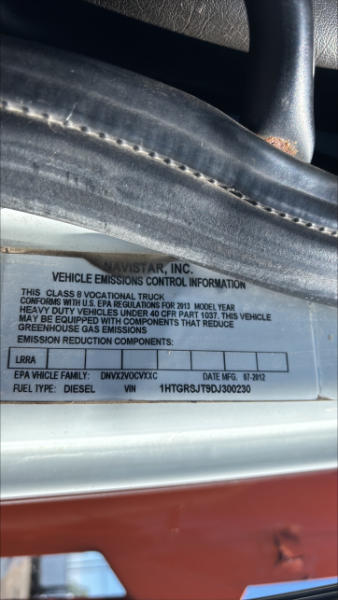 NAVISTAR, INC.
VEHICLE EMISSIONS CONTROL INFORMATION
THIS CLASS 8 VOCATIONAL TRUCK
CONFORMS WITH U.S. EPA REGULATIONS FOR 2013 MODEL YEAR
HEAVY DUTY VEHICLES UNDER 40 CFR PART 1037. THIS VEHICLE
MAY BE EQUIPPED WITH COMPONENTS THAT REDUCE
GREENHOUSE GAS EMISSIONS
EMISSION REDUCTION COMPONENTS:
LRRA
EPA VHICLE FAMILY: DNVX2VOCVXXC DATE MFG. 07-2012
FUEL TYPE: DIESEL VIN 1HTGRSJT9DJ300230